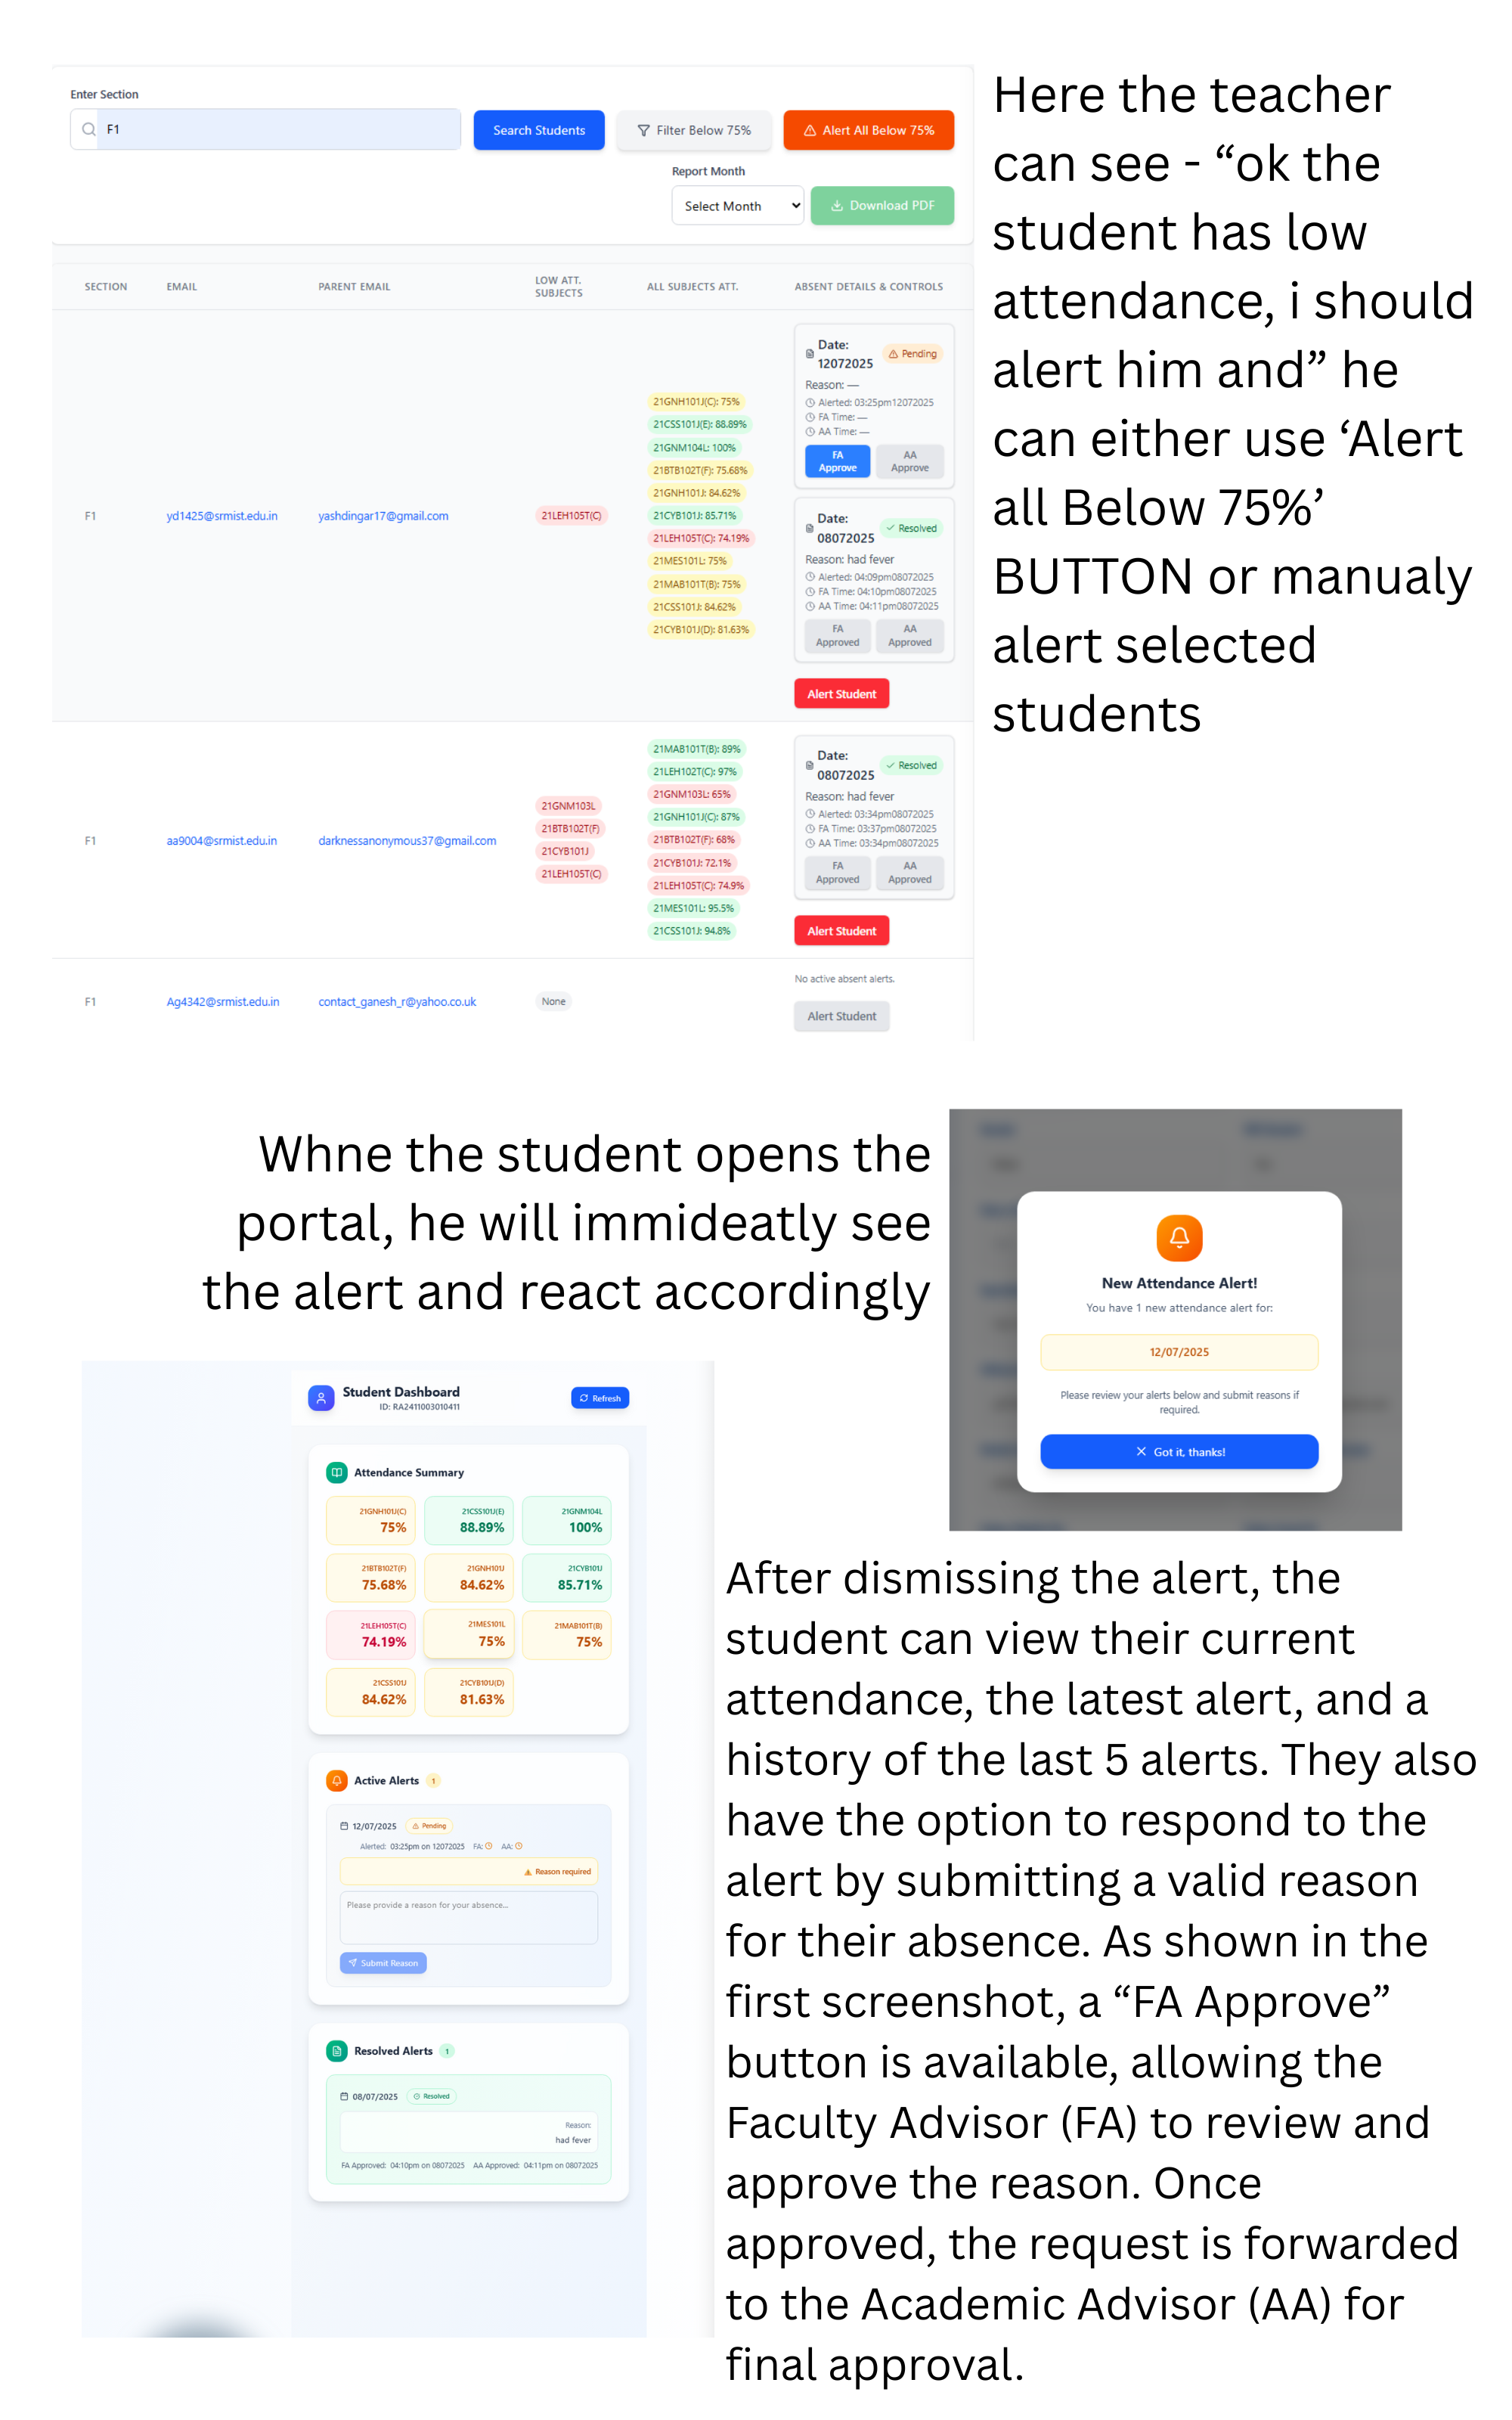 Enter Section
F1
Search Students
Filter Below 75%
Alert All Below 75%
Report Month
Select Month
Download PDF
Here the teacher
can see - “ok the
student has low
attendance, i should
alert him and” he
can either use ‘Alert
all Below 75%’
BUTTON or manualy
alert selected
students
SECTION
EMAIL
PARENT EMAIL
LOW ATT.
SUBJECTS
ALL SUBJECTS ATT.
ABSENT DETAILS & CONTROLS
F1
yd1425@srmist.edu.in
yashdingar17@gmail.com
21LEH105T(C)
21GNH101J(C): 75%
21CSS101J(E): 88.89%
21GNM104L: 100%
21BTB102T(F): 75.68%
21GNH101J: 84.62%
21CYB101J: 85.71%
21LEH105T(C): 74.19%
21MES101L: 75%
21MAB101T(B): 75%
21CSS101J: 84.62%
21CYB101J(D): 81.63%
Date:
12072025
Pending
Reason: —
Alerted: 03:25pm12072025
FA Time: —
AA Time: —
FA
Approve
AA
Approve
Date:
08072025
Resolved
Reason: had fever
Alerted: 04:09pm08072025
FA Time: 04:10pm08072025
AA Time: 04:11pm08072025
FA
Approved
AA
Approved
Alert Student
F1
aa9004@srmist.edu.in
darknessanonymous37@gmail.com
21GNM103L
21BTB102T(F)
21CYB101J
21LEH105T(C)
21MAB101T(B): 89%
21LEH102T(C): 97%
21GNM103L: 65%
21GNH101J(C): 87%
21BTB102T(F): 68%
21CYB101J: 72.1%
21LEH105T(C): 74.9%
21MES101L: 95.5%
21CSS101J: 94.8%
Date:
08072025
Resolved
Reason: had fever
Alerted: 03:34pm08072025
FA Time: 03:37pm08072025
AA Time: 03:34pm08072025
FA
Approved
AA
Approved
Alert Student
F1
Ag4342@srmist.edu.in
contact_ganesh_r@yahoo.co.uk
None
No active absent alerts.
Alert Student
Whne the student opens the
portal, he will immideatly see
the alert and react accordingly
New Attendance Alert!
You have 1 new attendance alert for:
12/07/2025
Please review your alerts below and submit reasons if
required.
Got it, thanks!
Student Dashboard
ID: RA2411003010411
Refresh
Attendance Summary
21GNH101J(C)
75%
21CSS101J(E)
88.89%
21GNM104L
100%
21BTB102T(F)
75.68%
21GNH101J
84.62%
21CYB101J
85.71%
21LEH105T(C)
74.19%
21MES101L
75%
21MAB101T(B)
75%
21CSS101J
84.62%
21CYB101J(D)
81.63%
Active Alerts 1
12/07/2025
Pending
Alerted: 03:25pm on 12072025 FA: AA:
Reason required
Please provide a reason for your absence...
Submit Reason
Resolved Alerts 1
08/07/2025
Resolved
Reason:
had fever
FA Approved: 04:10pm on 08072025 AA Approved: 04:11pm on 08072025
After dismissing the alert, the
student can view their current
attendance, the latest alert, and a
history of the last 5 alerts. They also
have the option to respond to the
alert by submitting a valid reason
for their absence. As shown in the
first screenshot, a “FA Approve”
button is available, allowing the
Faculty Advisor (FA) to review and
approve the reason. Once
approved, the request is forwarded
to the Academic Advisor (AA) for
final approval.